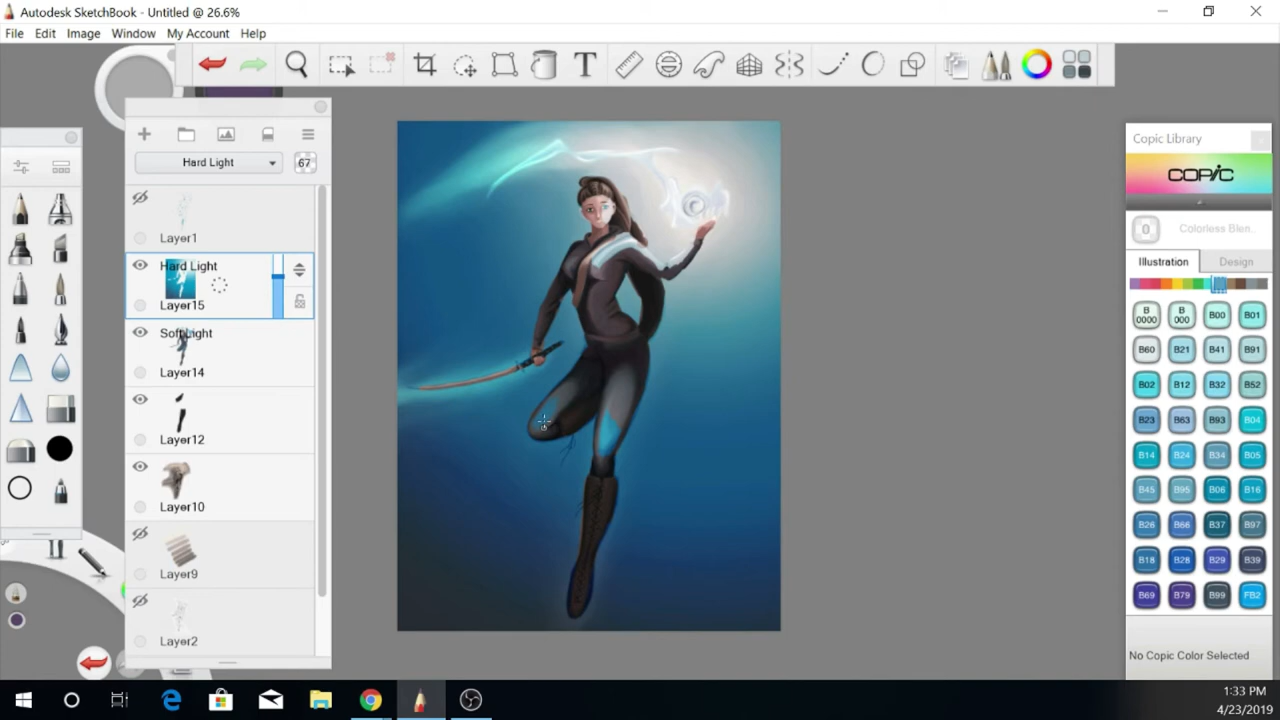 Autodesk SketchBook - Untitled @ 26.6%
File Edit Image Window My Account Help
T
Hard Light 67
Layer1
Hard Light
Layer15
Layer14
Layer12
Layer10
Layer9
Layer2
Copic Library
COPIC
0 Colorless Blen..
Illustration Design
B0000 B000 B00 B01
B60 B21 B41 B91
B02 B12 B32 B52
B23 B63 B93 B04
B14 B24 B34 B05
B45 B95 B06 B16
B26 B66 B37 B97
B18 B28 B29 B39
B69 B79 B99 FB2
No Copic Color Selected
1:33 PM
4/23/2019